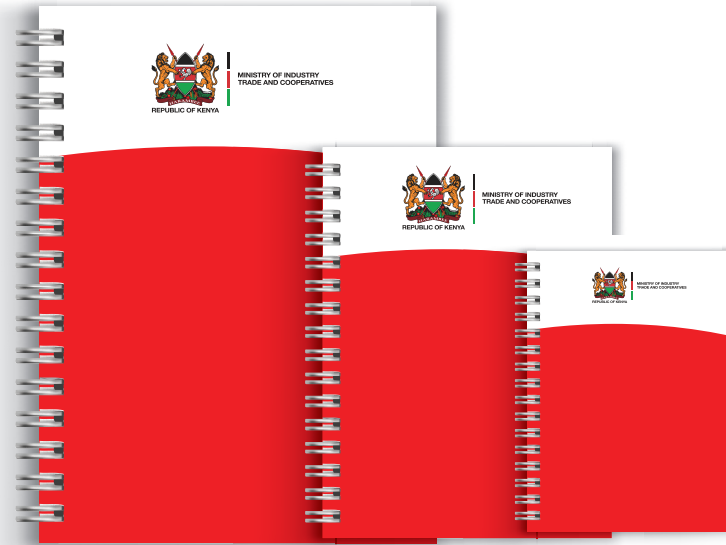 MINISTRY OF INDUSTRY
TRADE AND COOPERATIVES
REPUBLIC OF KENYA
MINISTRY OF INDUSTRY
TRADE AND COOPERATIVES
REPUBLIC OF KENYA
MINISTRY OF INDUSTRY
TRADE AND COOPERATIVES
REPUBLIC OF KENYA